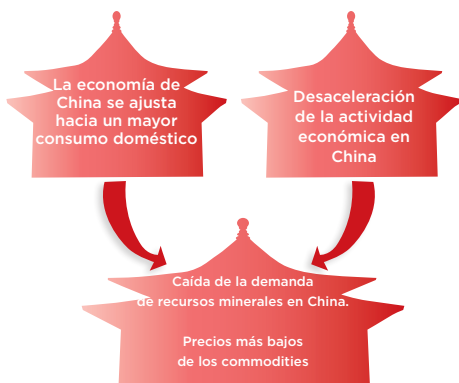 La economía de
China se ajusta
hacia un mayor
consumo doméstico
Desaceleración
de la actividad
económica en
China
Caída de la demanda
de recursos minerales en China.
Precios más bajos
de los commodities